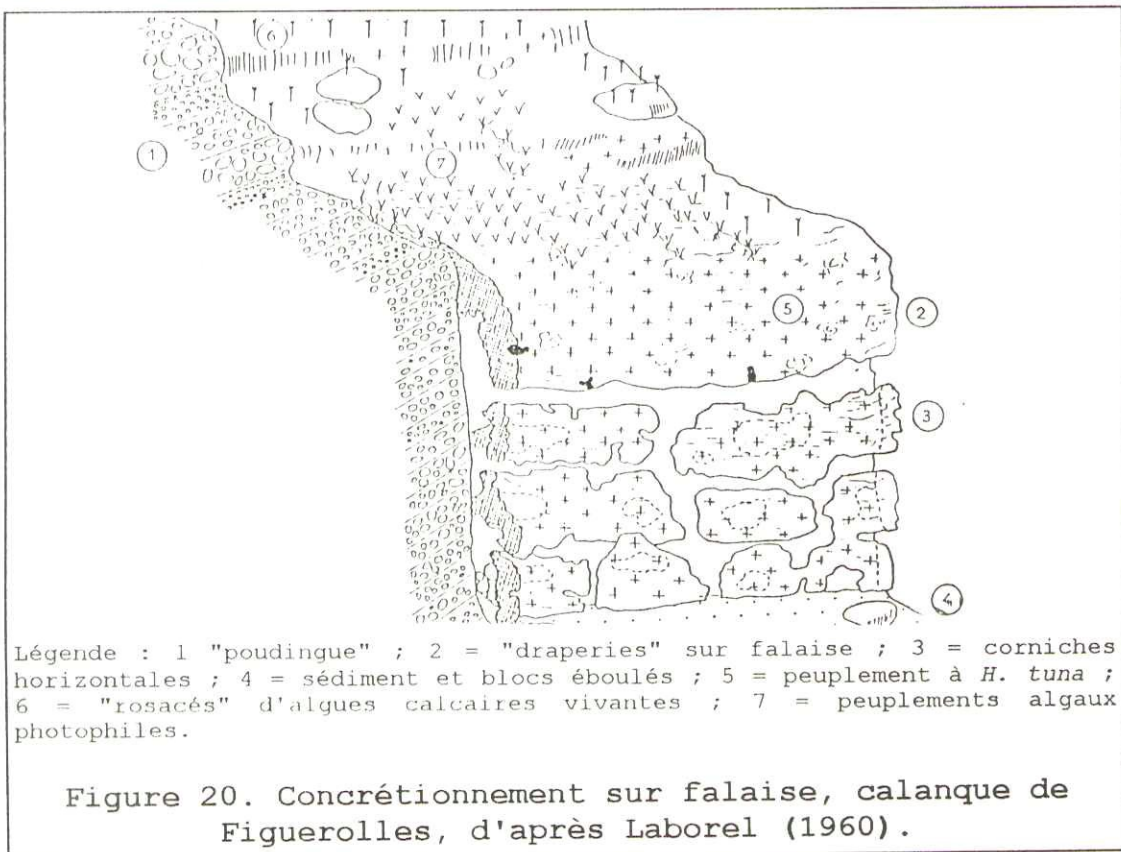 6
1
7
5
2
3
4
Légende : 1 "poudingue" ; 2 = "draperies" sur falaise ; 3 = corniches
horizontales ; 4 = sédiment et blocs éboulés ; 5 = peuplement à H. tuna ;
6 = "rosacés" d'algues calcaires vivantes ; 7 = peuplements algaux
photophiles.
Figure 20. Concrétionnement sur falaise, calanque de
Figuerolles, d'après Laborel (1960).